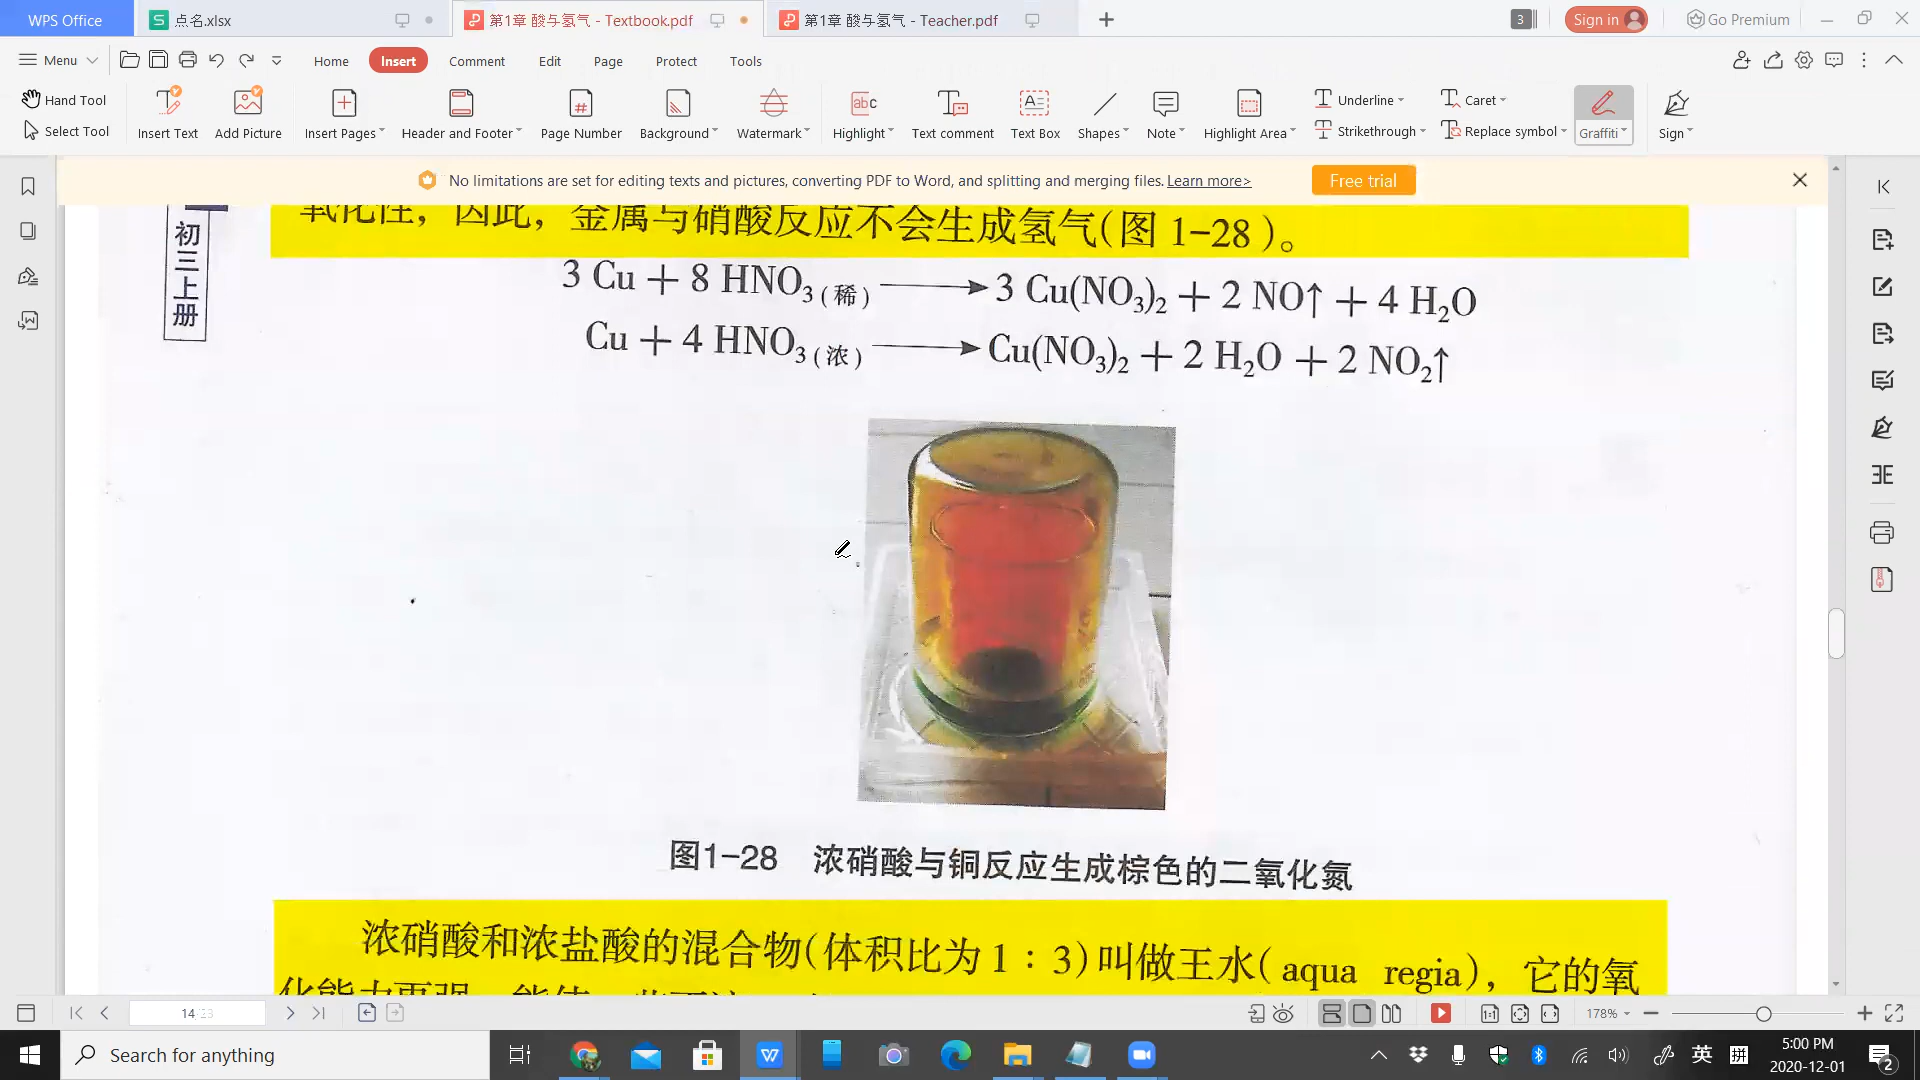 WPS Office
点名.xlsx
第1章 酸与氢气 - Textbook.pdf
第1章 酸与氢气 - Teacher.pdf
3
Sign in
Go Premium
Menu
Home
Insert
Comment
Edit
Page
Protect
Tools
Hand Tool
Select Tool
Insert Text
Add Picture
Insert Pages
Header and Footer
Page Number
Background
Watermark
Highlight
Text comment
Text Box
Shapes
Note
Highlight Area
Underline
Strikethrough
Caret
Replace symbol
Graffiti
Sign
No limitations are set for editing texts and pictures, converting PDF to Word, and splitting and merging files. Learn more>
Free trial
初三上册
氧化性，因此，金属与硝酸反应不会生成氢气(图 1-28)。
3 Cu + 8 HNO₃(稀) ⟶ 3 Cu(NO₃)₂ + 2 NO↑ + 4 H₂O
Cu + 4 HNO₃(浓) ⟶ Cu(NO₃)₂ + 2 H₂O + 2 NO₂↑
图1-28 浓硝酸与铜反应生成棕色的二氧化氮
浓硝酸和浓盐酸的混合物(体积比为1：3)叫做王水(aqua regia)，它的氧
14/23
178%
Search for anything
英
拼
5:00 PM
2020-12-01
2